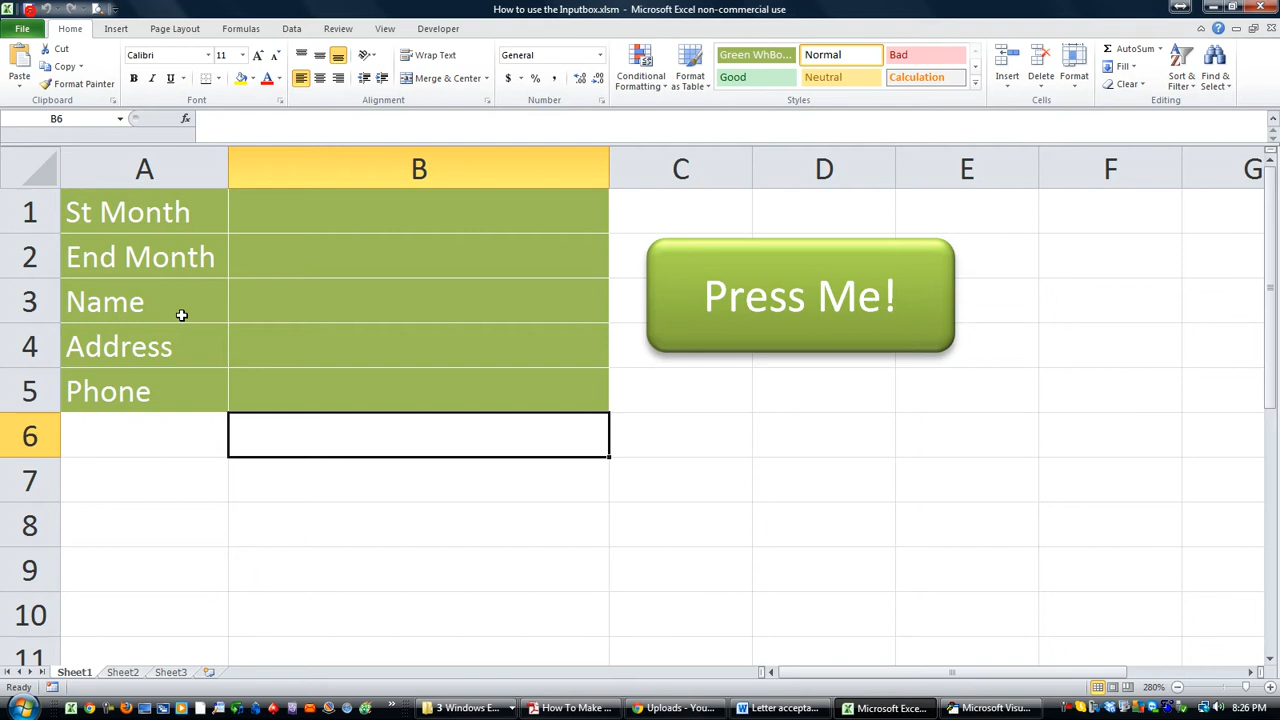 How to use the Inputbox.xlsm - Microsoft Excel non-commercial use
File Home Insert Page Layout Formulas Data Review View Developer
Paste
Cut
Copy
Format Painter
Clipboard
Calibri 11
B I U
Font
Wrap Text
Merge & Center
Alignment
General
$ % ,
Number
Conditional Formatting
Format as Table
Green WhBo... Normal Bad
Good Neutral Calculation
Styles
Insert Delete Format
Cells
AutoSum
Fill
Clear
Sort & Filter
Find & Select
Editing
B6 fx
A B C D E F G
1 St Month
2 End Month
3 Name
4 Address
5 Phone
6
7
8
9
10
11
Press Me!
Sheet1 Sheet2 Sheet3
Ready 280%
3 Windows E... How To Make ... Uploads - You... Letter accepta... Microsoft Exce... Microsoft Visu... 8:26 PM